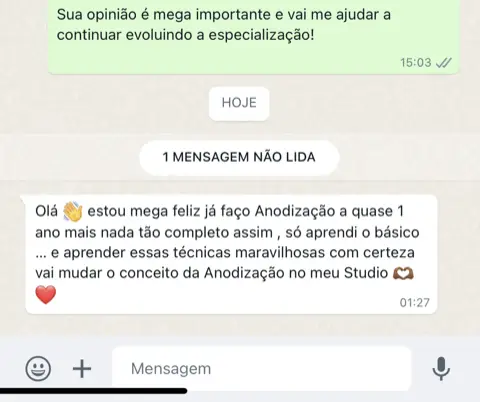 Sua opinião é mega importante e vai me ajudar a
continuar evoluindo a especialização!
15:03
HOJE
1 MENSAGEM NÃO LIDA
Olá 👋 estou mega feliz já faço Anodização a quase 1
ano mais nada tão completo assim , só aprendi o básico
... e aprender essas técnicas maravilhosas com certeza
vai mudar o conceito da Anodização no meu Studio 🫶🏾
❤️
01:27
Mensagem